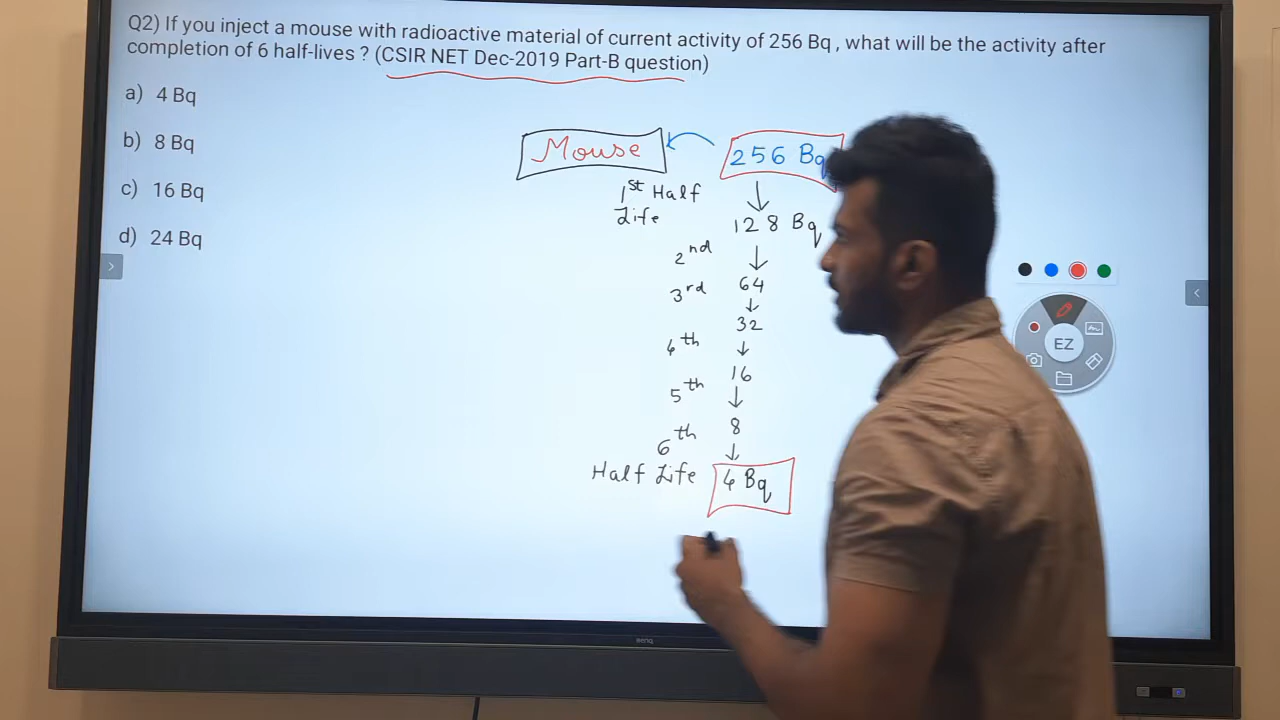 Q2) If you inject a mouse with radioactive material of current activity of 256 Bq , what will be the activity after
completion of 6 half-lives ? (CSIR NET Dec-2019 Part-B question)
a) 4 Bq
b) 8 Bq
c) 16 Bq
d) 24 Bq
Mouse
256 Bq
1st Half
Life
128 Bq
2nd
64
3rd
32
4th
16
5th
8
6th
Half Life
4 Bq
EZ
BenQ